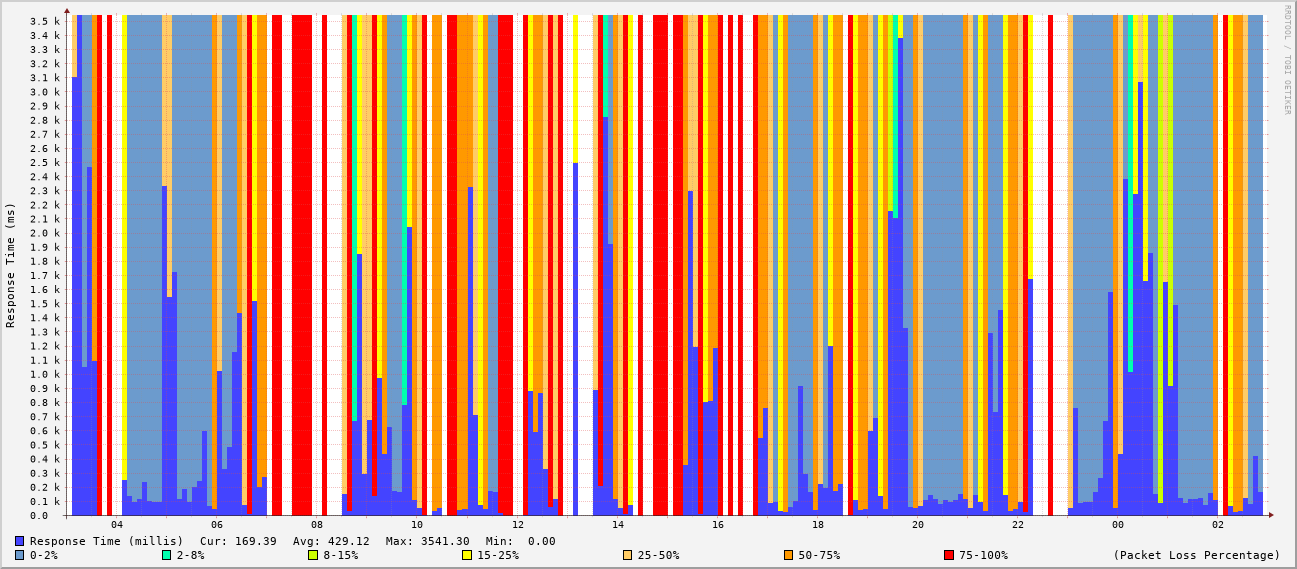 RRDTOOL / TOBI OETIKER
Response Time (ms)
3.5 k
3.4 k
3.2 k
3.1 k
3.0 k
2.9 k
2.8 k
2.7 k
2.6 k
2.5 k
2.4 k
2.3 k
2.2 k
2.1 k
2.0 k
1.9 k
1.8 k
1.7 k
1.6 k
1.5 k
1.4 k
1.3 k
1.2 k
1.1 k
1.0 k
0.9 k
0.8 k
0.7 k
0.6 k
0.5 k
0.4 k
0.3 k
0.2 k
0.1 k
0.0
04 06 08 10 12 14 16 18 20 22 00 02
Response Time (millis) Cur: 169.39 Avg: 429.12 Max: 3541.30 Min: 0.00
0-2% 2-8% 8-15% 15-25% 25-50% 50-75% 75-100% (Packet Loss Percentage)